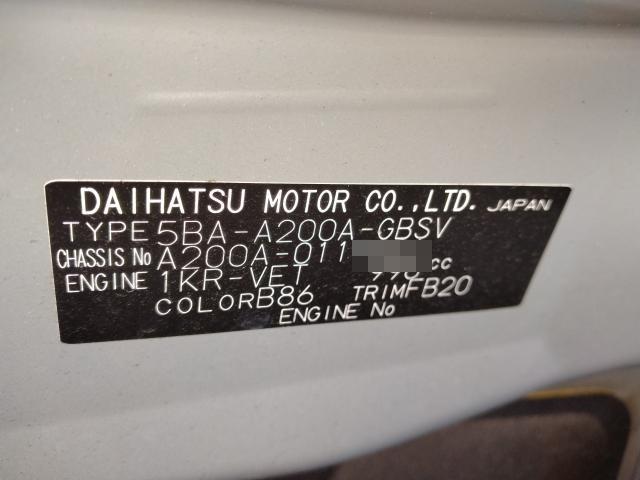 DAIHATSU MOTOR CO.,LTD. JAPAN
TYPE 5BA-A200A-GBSV
CHASSIS No A200A-011
ENGINE 1KR-VET 996cc
COLOR B86 TRIM FB20
ENGINE No